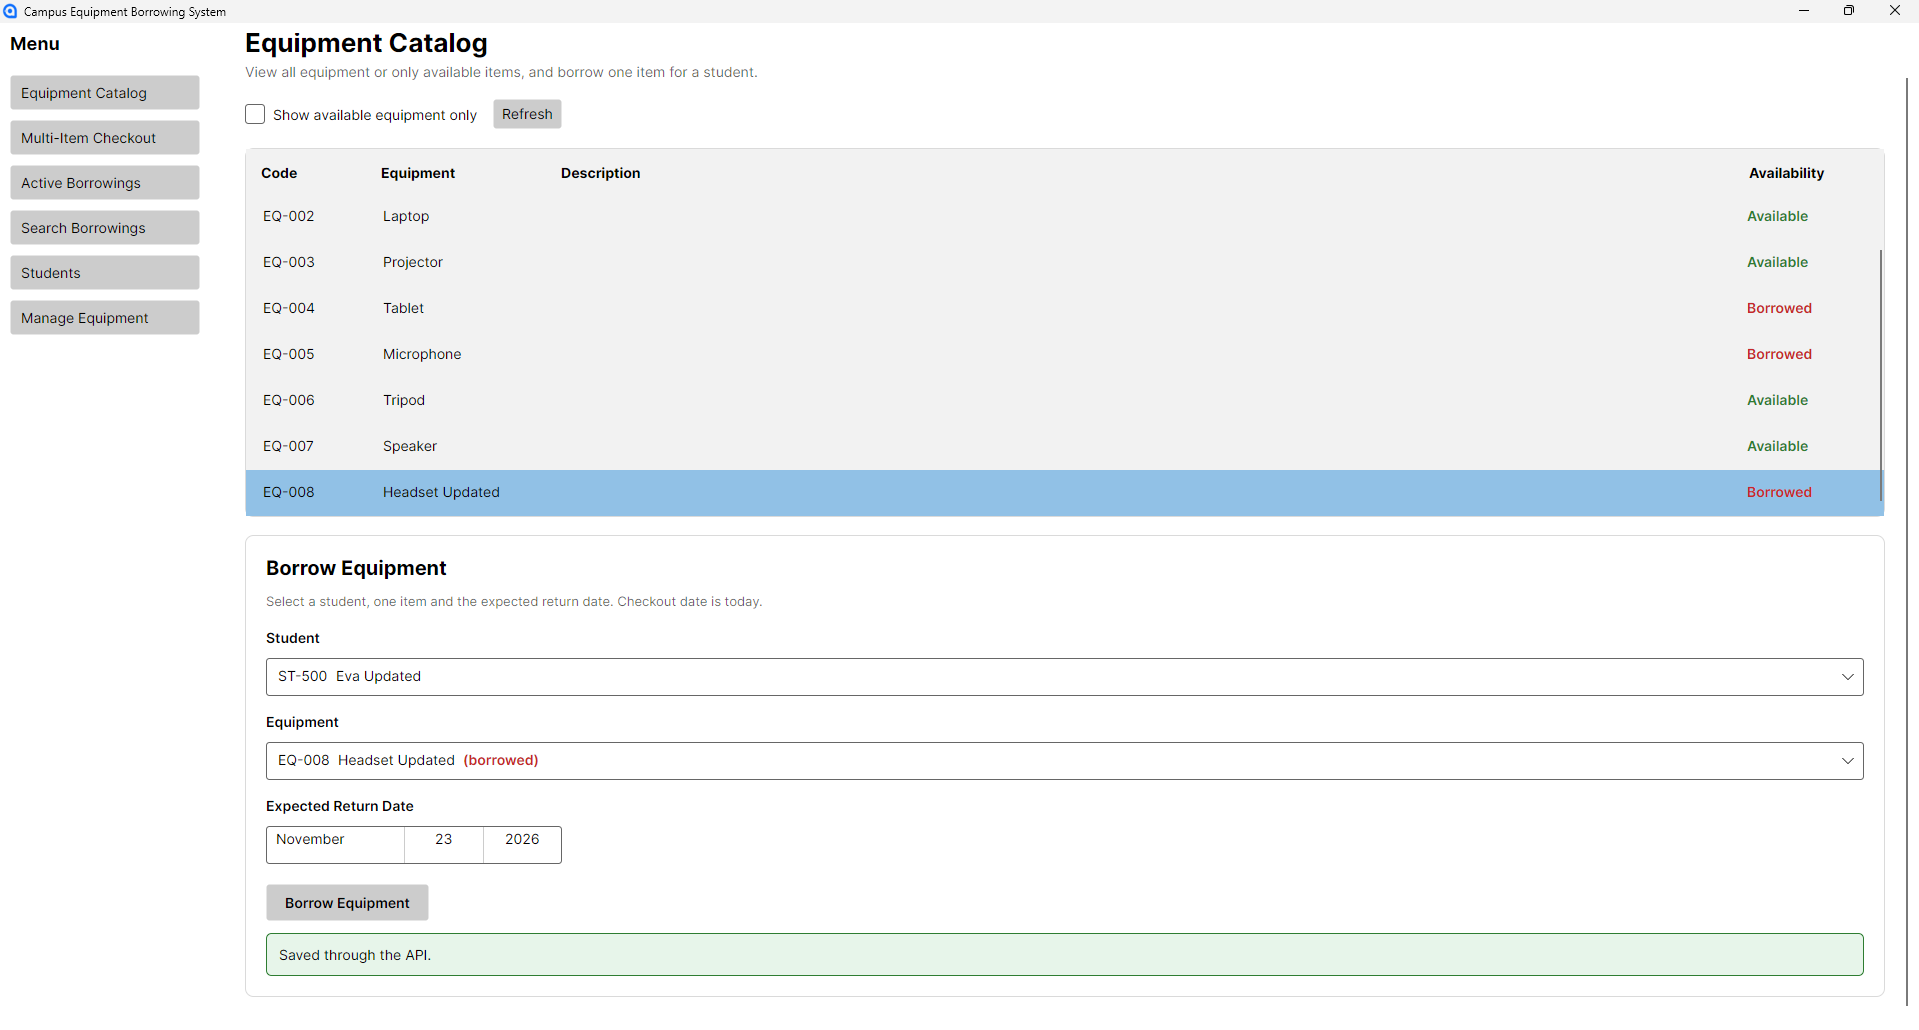 Campus Equipment Borrowing System
Menu
Equipment Catalog
Multi-Item Checkout
Active Borrowings
Search Borrowings
Students
Manage Equipment
Equipment Catalog
View all equipment or only available items, and borrow one item for a student.
Show available equipment only Refresh
Code Equipment Description Availability
EQ-002 Laptop Available
EQ-003 Projector Available
EQ-004 Tablet Borrowed
EQ-005 Microphone Borrowed
EQ-006 Tripod Available
EQ-007 Speaker Available
EQ-008 Headset Updated Borrowed
Borrow Equipment
Select a student, one item and the expected return date. Checkout date is today.
Student
ST-500 Eva Updated
Equipment
EQ-008 Headset Updated (borrowed)
Expected Return Date
November 23 2026
Borrow Equipment
Saved through the API.